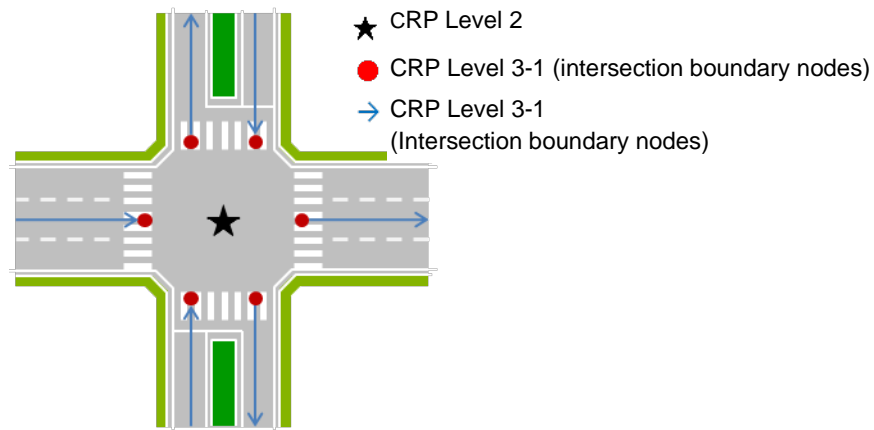 CRP Level 2
CRP Level 3-1 (intersection boundary nodes)
CRP Level 3-1
(Intersection boundary nodes)